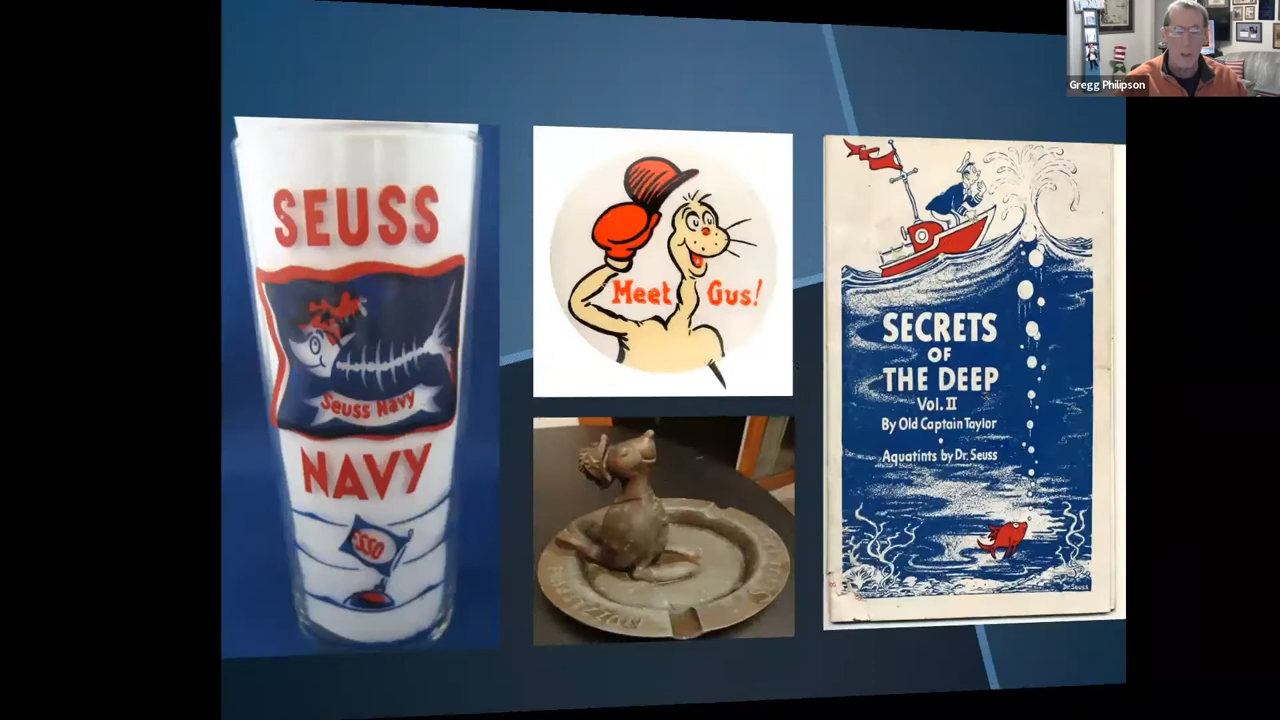 SEUSS
Seuss Navy
NAVY
ESSO
Meet Gus!
SECRETS
OF
THE DEEP
Vol. II
By Old Captain Taylor
Aquatints by Dr. Seuss
Dr. Seuss
Gregg Philipson